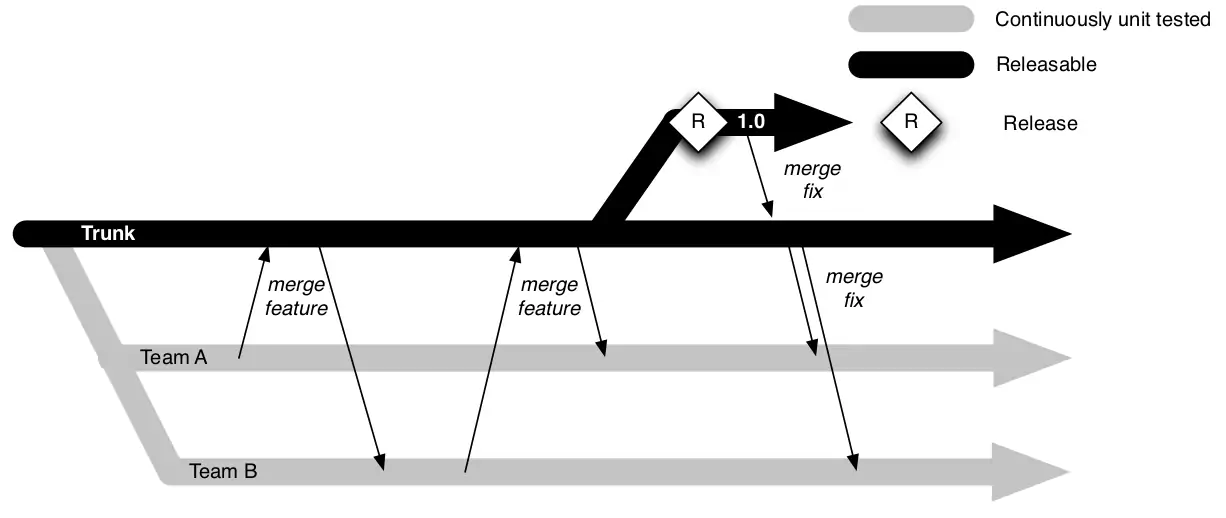 Continuously unit tested
Releasable
R
1.0
R
Release
merge
fix
Trunk
merge
feature
merge
feature
merge
fix
Team A
Team B